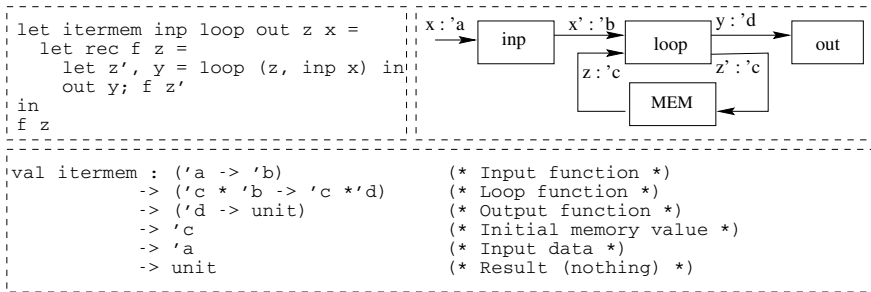 let itermem inp loop out z x =
let rec f z =
let z', y = loop (z, inp x) in
out y; f z'
in
f z
x : 'a
inp
x' : 'b
loop
y : 'd
out
z : 'c
z' : 'c
MEM
val itermem : ('a -> 'b) (* Input function *)
-> ('c * 'b -> 'c *'d) (* Loop function *)
-> ('d -> unit) (* Output function *)
-> 'c (* Initial memory value *)
-> 'a (* Input data *)
-> unit (* Result (nothing) *)